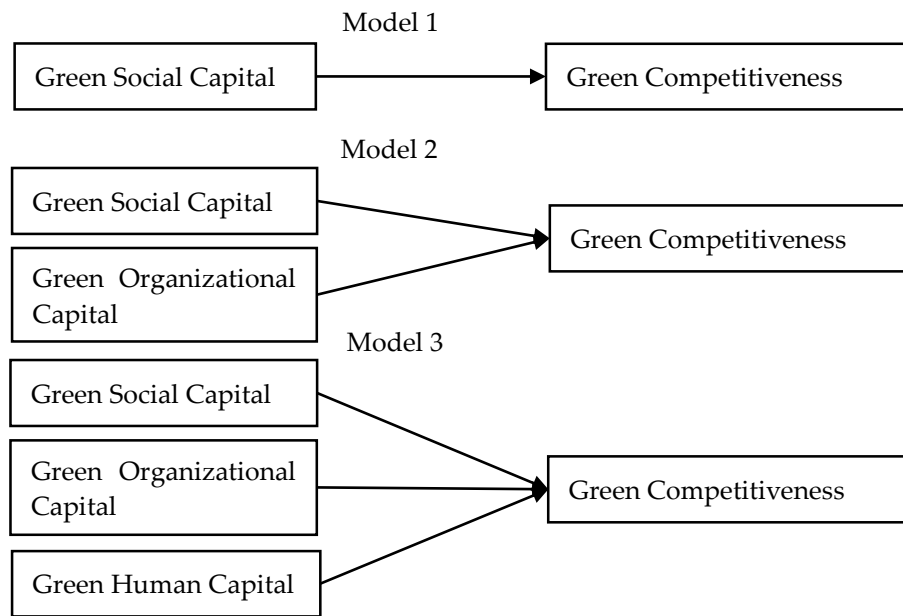 Model 1
Green Social Capital
Green Competitiveness
Model 2
Green Social Capital
Green Competitiveness
Green Organizational
Capital
Model 3
Green Social Capital
Green Organizational
Capital
Green Competitiveness
Green Human Capital